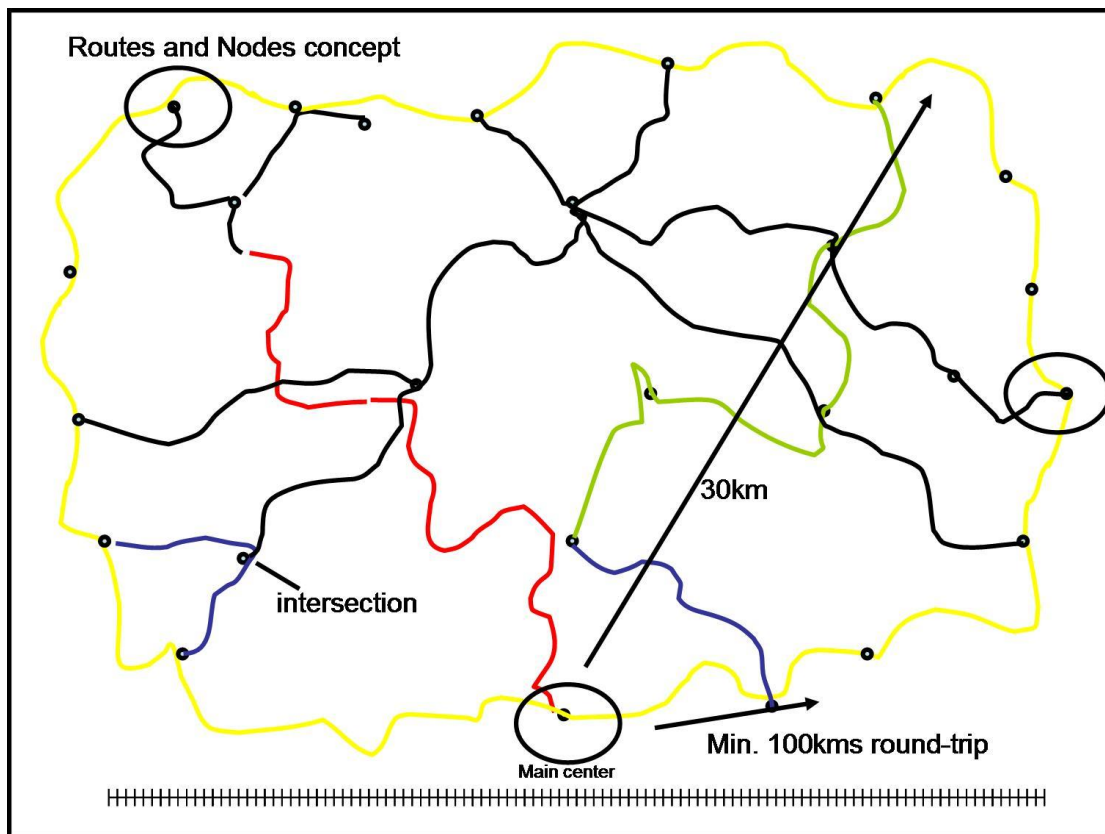 Routes and Nodes concept
30km
intersection
Min. 100kms round-trip
Main center